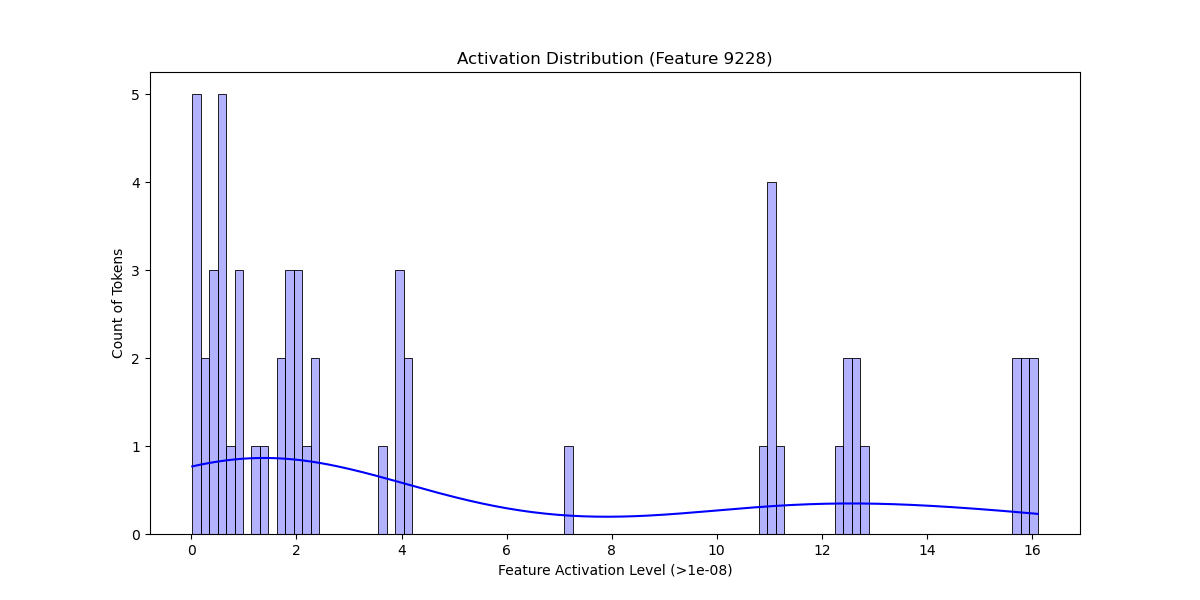 Activation Distribution (Feature 9228)
Count of Tokens
5
4
3
2
1
0
0 2 4 6 8 10 12 14 16
Feature Activation Level (>1e-08)